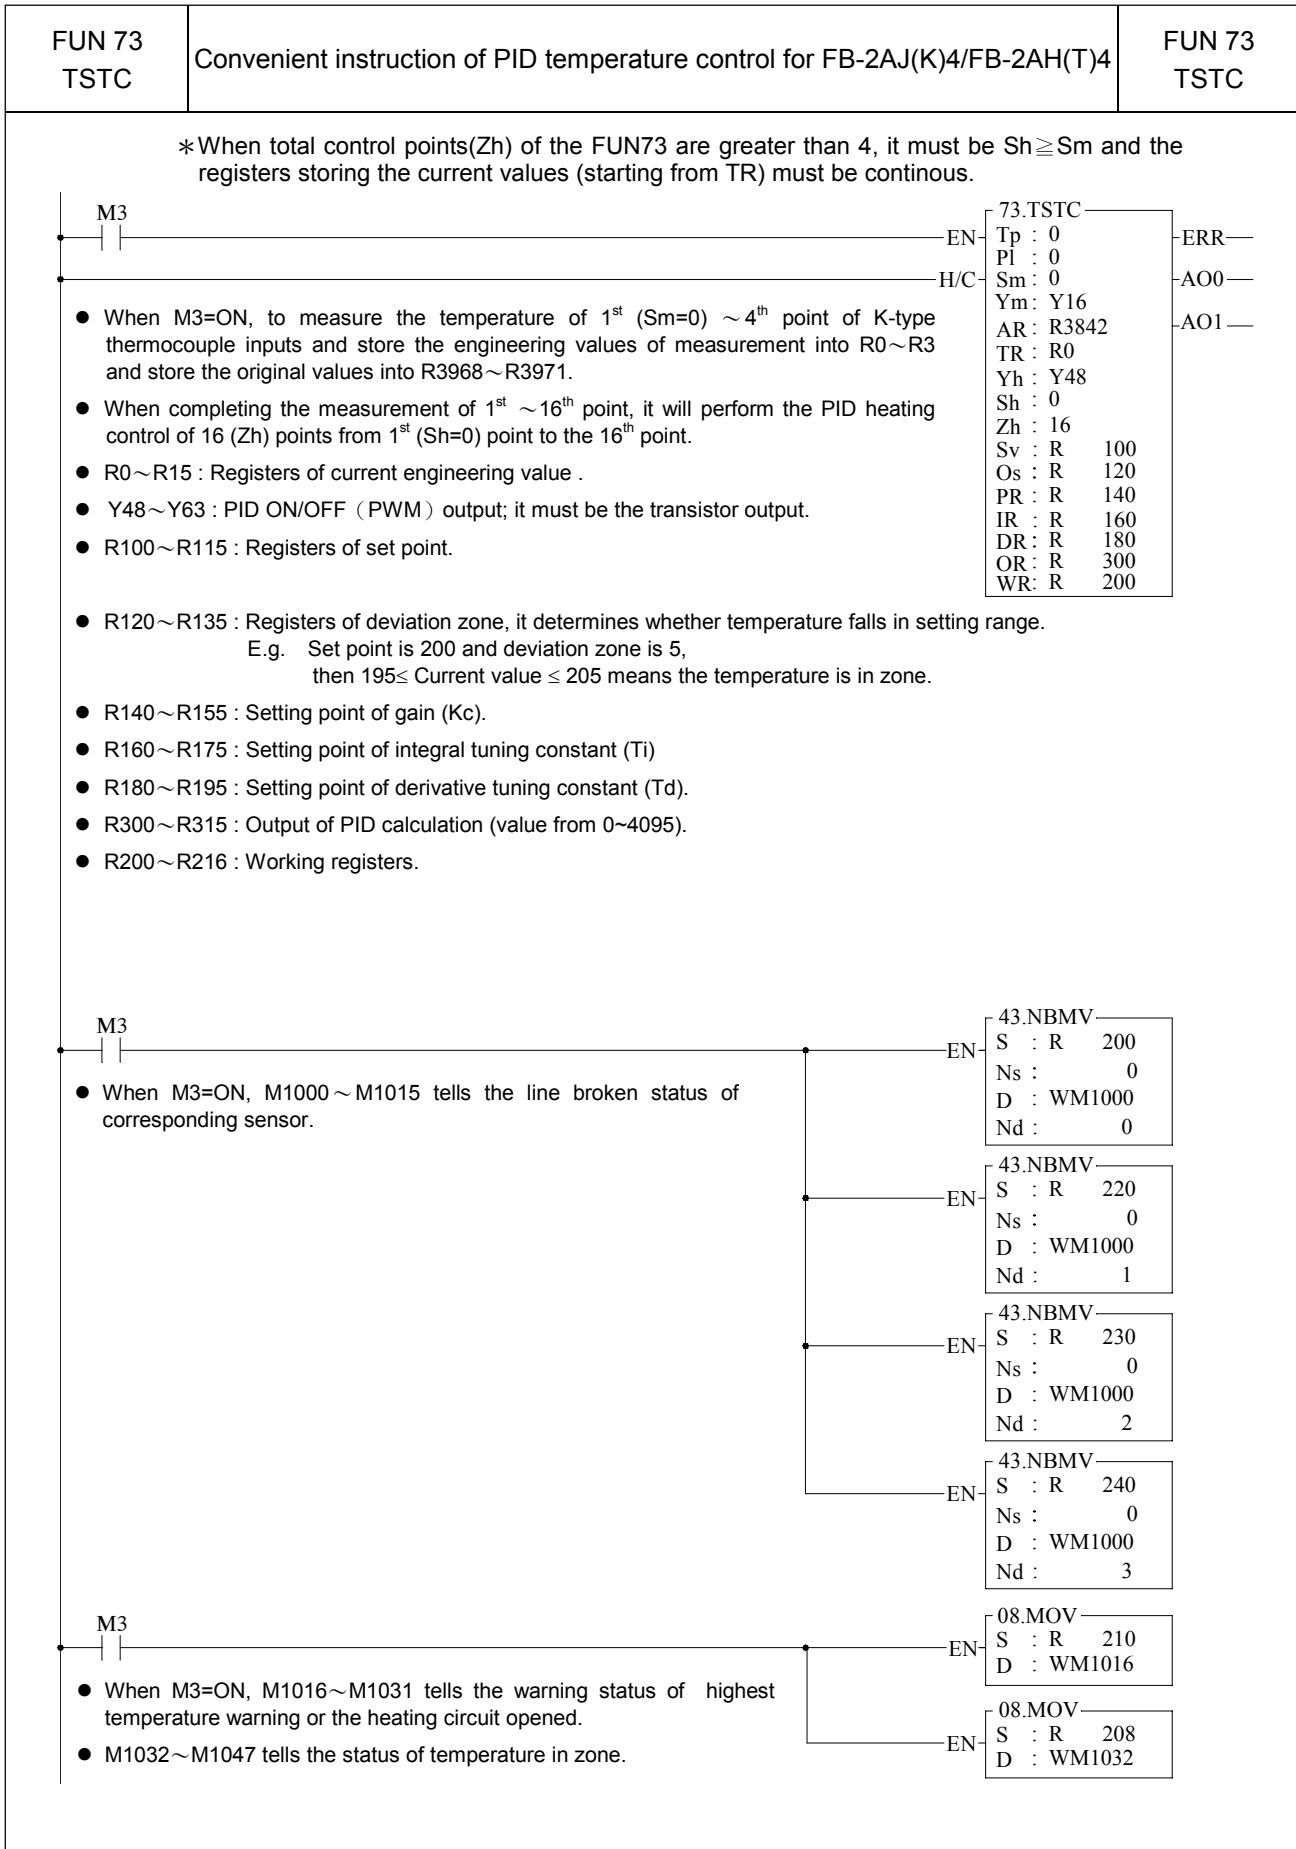 FUN 73
TSTC
Convenient instruction of PID temperature control for FB-2AJ(K)4/FB-2AH(T)4
FUN 73
TSTC
＊When total control points(Zh) of the FUN73 are greater than 4, it must be Sh≧Sm and the
registers storing the current values (starting from TR) must be continous.
M3
EN
H/C
73.TSTC
Tp : 0
Pl : 0
Sm : 0
Ym : Y16
AR : R3842
TR : R0
Yh : Y48
Sh : 0
Zh : 16
Sv : R 100
Os : R 120
PR : R 140
IR : R 160
DR : R 180
OR : R 300
WR: R 200
ERR
AO0
AO1
● When M3=ON, to measure the temperature of 1st (Sm=0) ～4th point of K-type
thermocouple inputs and store the engineering values of measurement into R0～R3
and store the original values into R3968～R3971.
● When completing the measurement of 1st ～16th point, it will perform the PID heating
control of 16 (Zh) points from 1st (Sh=0) point to the 16th point.
● R0～R15 : Registers of current engineering value .
● Y48～Y63 : PID ON/OFF（PWM）output; it must be the transistor output.
● R100～R115 : Registers of set point.
● R120～R135 : Registers of deviation zone, it determines whether temperature falls in setting range.
E.g. Set point is 200 and deviation zone is 5,
then 195≤ Current value ≤ 205 means the temperature is in zone.
● R140～R155 : Setting point of gain (Kc).
● R160～R175 : Setting point of integral tuning constant (Ti)
● R180～R195 : Setting point of derivative tuning constant (Td).
● R300～R315 : Output of PID calculation (value from 0~4095).
● R200～R216 : Working registers.
M3
EN
43.NBMV
S : R 200
Ns : 0
D : WM1000
Nd : 0
● When M3=ON, M1000～M1015 tells the line broken status of
corresponding sensor.
EN
43.NBMV
S : R 220
Ns : 0
D : WM1000
Nd : 1
EN
43.NBMV
S : R 230
Ns : 0
D : WM1000
Nd : 2
EN
43.NBMV
S : R 240
Ns : 0
D : WM1000
Nd : 3
M3
EN
08.MOV
S : R 210
D : WM1016
● When M3=ON, M1016～M1031 tells the warning status of highest
temperature warning or the heating circuit opened.
● M1032～M1047 tells the status of temperature in zone.
EN
08.MOV
S : R 208
D : WM1032